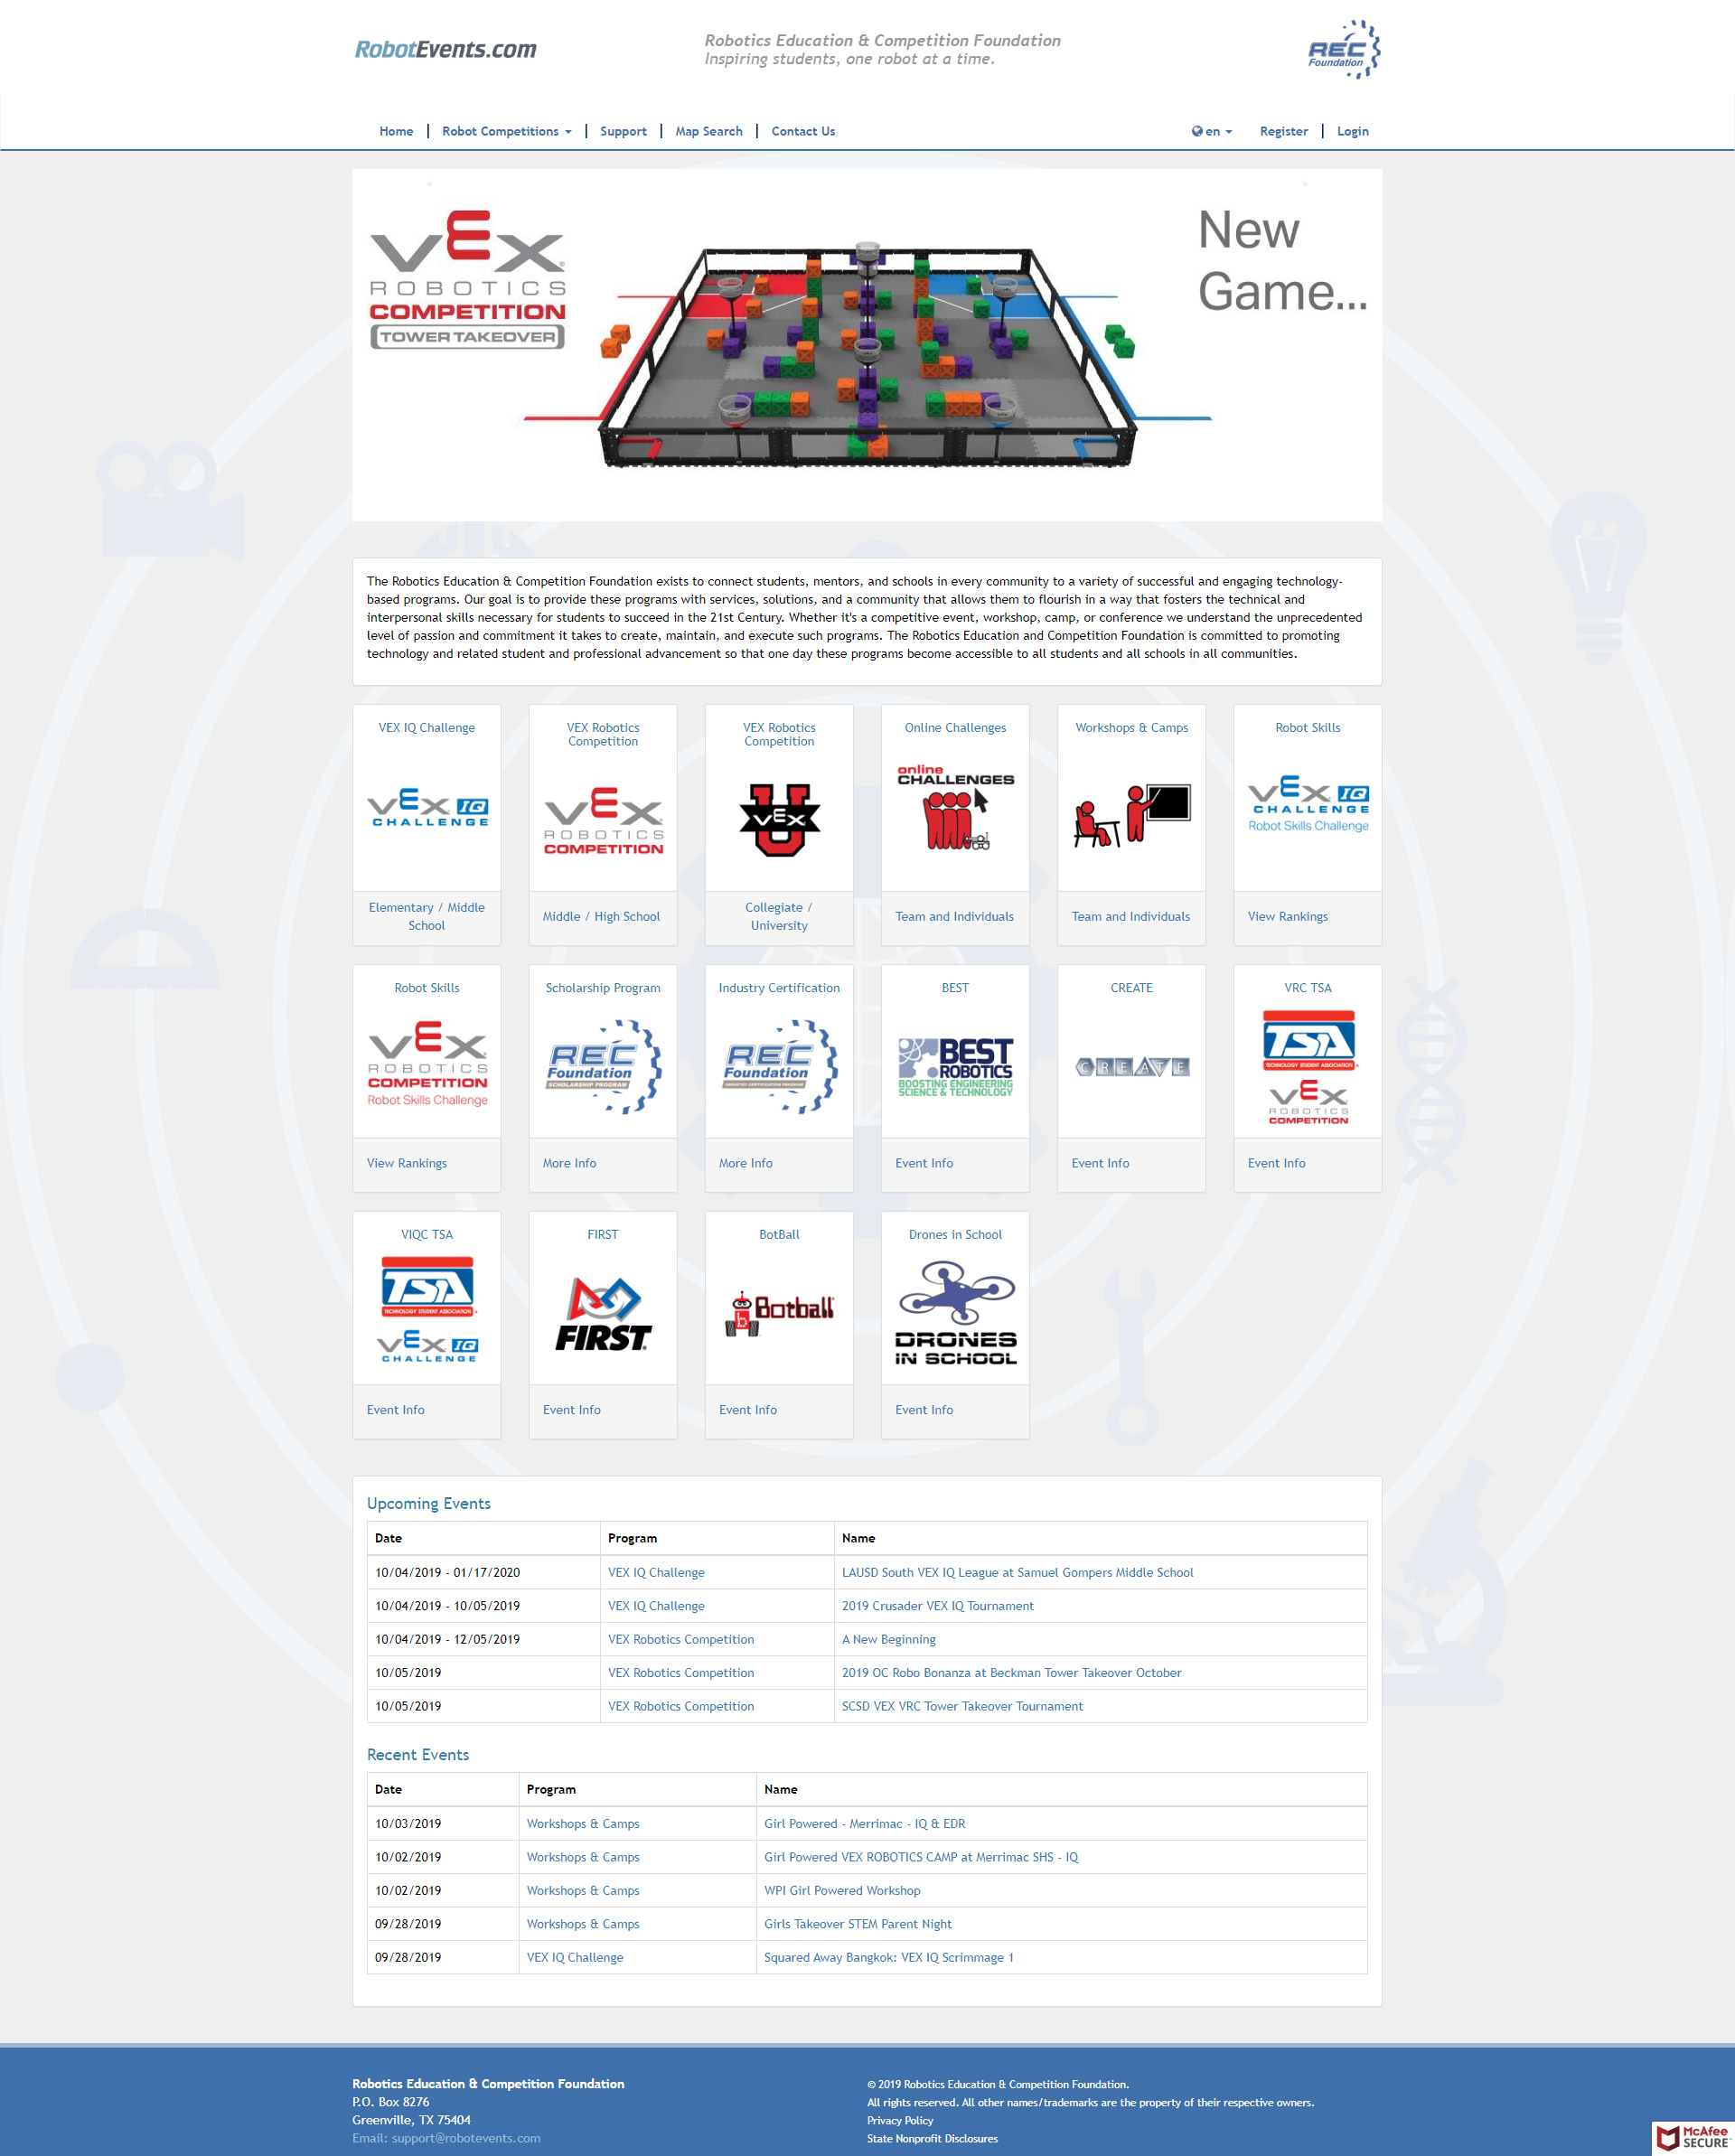 RobotEvents.com
Robotics Education & Competition Foundation
Inspiring students, one robot at a time.
REC
Foundation
Home
Robot Competitions
Support
Map Search
Contact Us
en
Register
Login
VEX
ROBOTICS
COMPETITION
TOWER TAKEOVER
New
Game...
The Robotics Education & Competition Foundation exists to connect students, mentors, and schools in every community to a variety of successful and engaging technology-
based programs. Our goal is to provide these programs with services, solutions, and a community that allows them to flourish in a way that fosters the technical and
interpersonal skills necessary for students to succeed in the 21st Century. Whether it's a competitive event, workshop, camp, or conference we understand the unprecedented
level of passion and commitment it takes to create, maintain, and execute such programs. The Robotics Education and Competition Foundation is committed to promoting
technology and related student and professional advancement so that one day these programs become accessible to all students and all schools in all communities.
VEX IQ Challenge
VEX IQ
CHALLENGE
Elementary / Middle
School
VEX Robotics
Competition
VEX
ROBOTICS
COMPETITION
Middle / High School
VEX Robotics
Competition
VEX
U
Collegiate /
University
Online Challenges
online
CHALLENGES
Team and Individuals
Workshops & Camps
Team and Individuals
Robot Skills
VEX IQ
CHALLENGE
Robot Skills Challenge
View Rankings
Robot Skills
VEX
ROBOTICS
COMPETITION
Robot Skills Challenge
View Rankings
Scholarship Program
REC
Foundation
SCHOLARSHIP PROGRAM
More Info
Industry Certification
REC
Foundation
INDUSTRY CERTIFICATION PROGRAM
More Info
BEST
BEST
ROBOTICS
BOOSTING ENGINEERING
SCIENCE & TECHNOLOGY
Event Info
CREATE
CREATE
Event Info
VRC TSA
TSA
TECHNOLOGY STUDENT ASSOCIATION
VEX
ROBOTICS
COMPETITION
Event Info
VIQC TSA
TSA
TECHNOLOGY STUDENT ASSOCIATION
VEX IQ
CHALLENGE
Event Info
FIRST
FIRST
Event Info
BotBall
Botball
Event Info
Drones in School
DRONES
IN SCHOOL
Event Info
Upcoming Events
Date Program Name
10/04/2019 - 01/17/2020 VEX IQ Challenge LAUSD South VEX IQ League at Samuel Gompers Middle School
10/04/2019 - 10/05/2019 VEX IQ Challenge 2019 Crusader VEX IQ Tournament
10/04/2019 - 12/05/2019 VEX Robotics Competition A New Beginning
10/05/2019 VEX Robotics Competition 2019 OC Robo Bonanza at Beckman Tower Takeover October
10/05/2019 VEX Robotics Competition SCSD VEX VRC Tower Takeover Tournament
Recent Events
Date Program Name
10/03/2019 Workshops & Camps Girl Powered - Merrimac - IQ & EDR
10/02/2019 Workshops & Camps Girl Powered VEX ROBOTICS CAMP at Merrimac SHS - IQ
10/02/2019 Workshops & Camps WPI Girl Powered Workshop
09/28/2019 Workshops & Camps Girls Takeover STEM Parent Night
09/28/2019 VEX IQ Challenge Squared Away Bangkok: VEX IQ Scrimmage 1
Robotics Education & Competition Foundation
P.O. Box 8276
Greenville, TX 75404
Email: support@robotevents.com
© 2019 Robotics Education & Competition Foundation.
All rights reserved. All other names/trademarks are the property of their respective owners.
Privacy Policy
State Nonprofit Disclosures
McAfee
SECURE